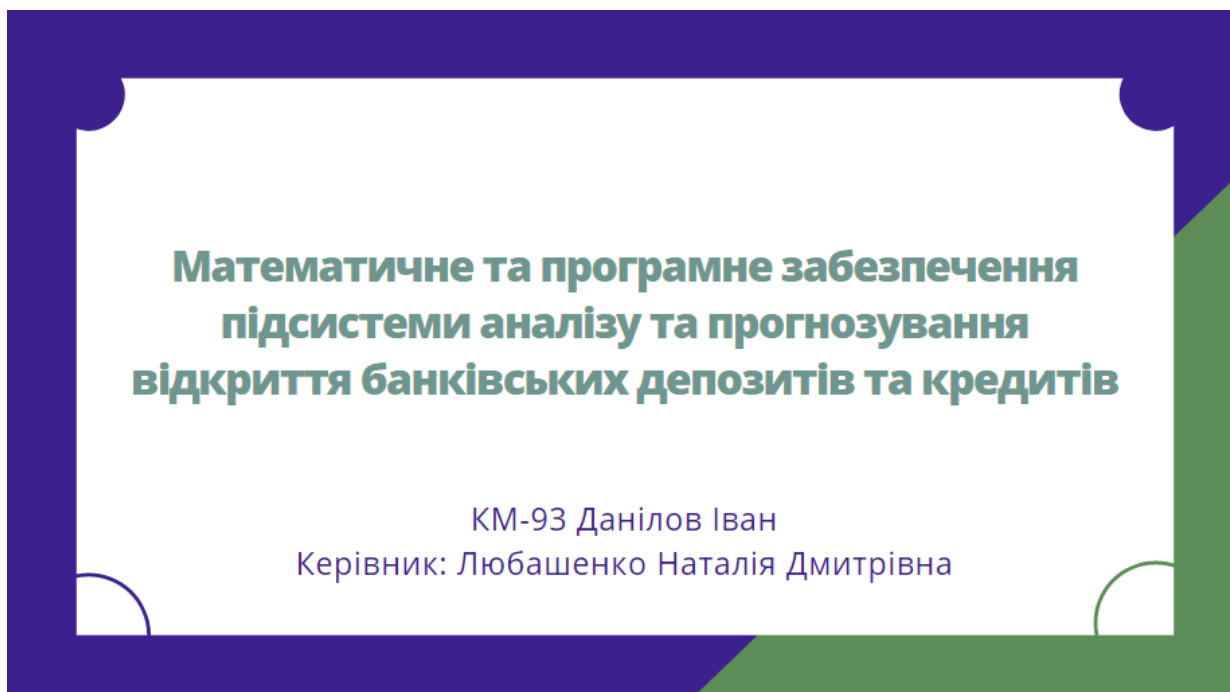 Математичне та програмне забезпечення
підсистеми аналізу та прогнозування
відкриття банківських депозитів та кредитів
КМ-93 Данілов Іван
Керівник: Любашенко Наталія Дмитрівна